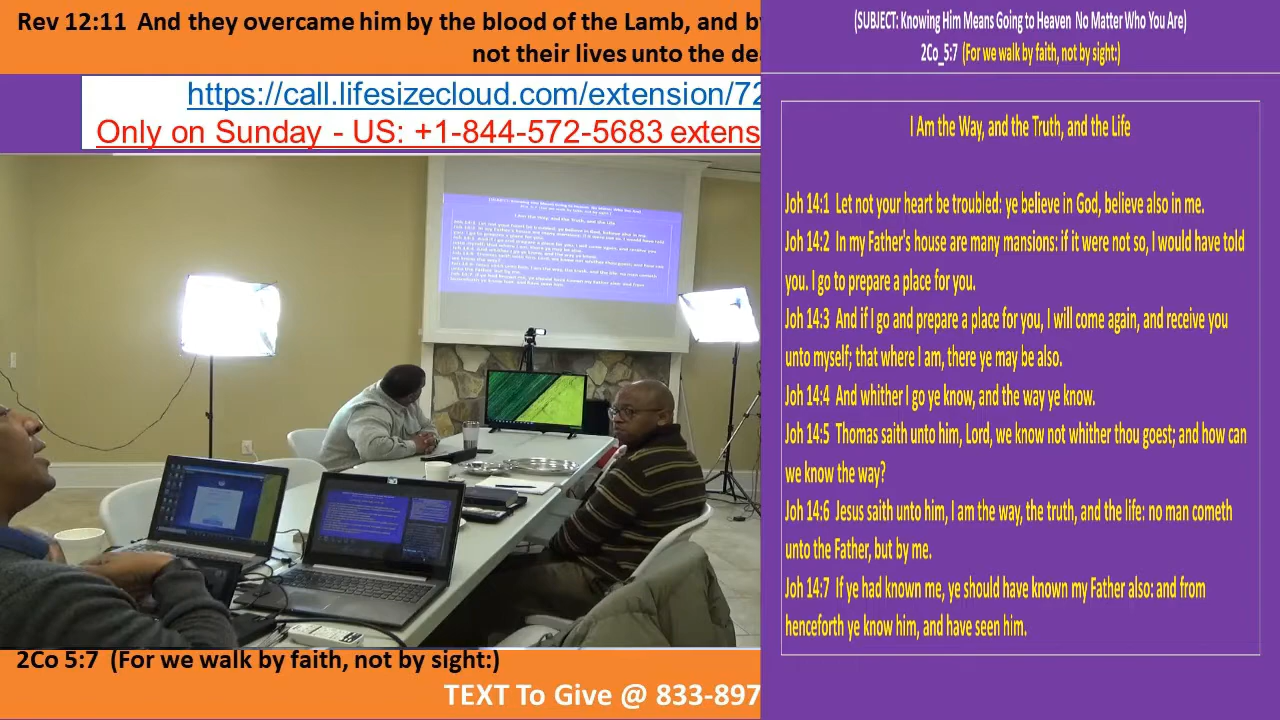 Rev 12:11 And they overcame him by the blood of the Lamb, and
not their lives unto the
https://call.lifesizecloud.com/extension/72
Only on Sunday - US: +1-844-572-5683
2Co 5:7 (For we walk by faith, not by sight:)
TEXT To Give @ 833-897
(SUBJECT: Knowing Him Means Going to Heaven No Matter Who You Are)
2Co_5:7 (For we walk by faith, not by sight:)
I Am the Way, and the Truth, and the Life
Joh 14:1 Let not your heart be troubled: ye believe in God, believe also in me.
Joh 14:2 In my Father's house are many mansions: if it were not so, I would have told
you. I go to prepare a place for you.
Joh 14:3 And if I go and prepare a place for you, I will come again, and receive you
unto myself; that where I am, there ye may be also.
Joh 14:4 And whither I go ye know, and the way ye know.
Joh 14:5 Thomas saith unto him, Lord, we know not whither thou goest; and how can
we know the way?
Joh 14:6 Jesus saith unto him, I am the way, the truth, and the life: no man cometh
unto the Father, but by me.
Joh 14:7 If ye had known me, ye should have known my Father also: and from
henceforth ye know him, and have seen him.